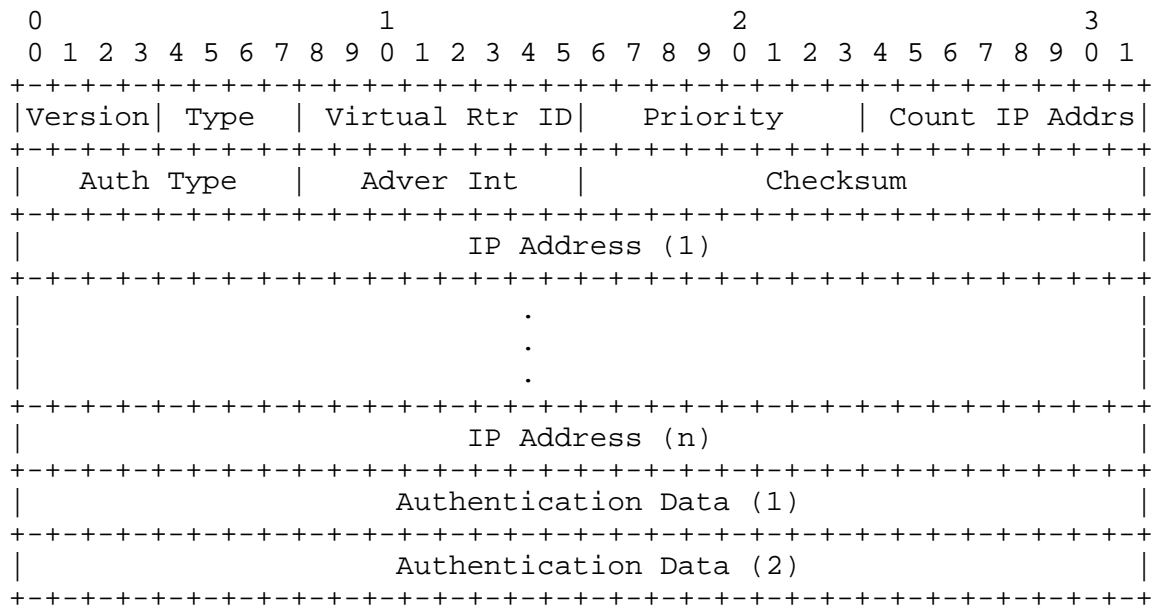 0                   1                   2                   3
 0 1 2 3 4 5 6 7 8 9 0 1 2 3 4 5 6 7 8 9 0 1 2 3 4 5 6 7 8 9 0 1
+-+-+-+-+-+-+-+-+-+-+-+-+-+-+-+-+-+-+-+-+-+-+-+-+-+-+-+-+-+-+-+-+
|Version| Type  | Virtual Rtr ID|   Priority    | Count IP Addrs|
+-+-+-+-+-+-+-+-+-+-+-+-+-+-+-+-+-+-+-+-+-+-+-+-+-+-+-+-+-+-+-+-+
|   Auth Type   |   Adver Int   |          Checksum             |
+-+-+-+-+-+-+-+-+-+-+-+-+-+-+-+-+-+-+-+-+-+-+-+-+-+-+-+-+-+-+-+-+
|                         IP Address (1)                        |
+-+-+-+-+-+-+-+-+-+-+-+-+-+-+-+-+-+-+-+-+-+-+-+-+-+-+-+-+-+-+-+-+
|                            .                                  |
|                            .                                  |
|                            .                                  |
+-+-+-+-+-+-+-+-+-+-+-+-+-+-+-+-+-+-+-+-+-+-+-+-+-+-+-+-+-+-+-+-+
|                         IP Address (n)                        |
+-+-+-+-+-+-+-+-+-+-+-+-+-+-+-+-+-+-+-+-+-+-+-+-+-+-+-+-+-+-+-+-+
|                     Authentication Data (1)                   |
+-+-+-+-+-+-+-+-+-+-+-+-+-+-+-+-+-+-+-+-+-+-+-+-+-+-+-+-+-+-+-+-+
|                     Authentication Data (2)                   |
+-+-+-+-+-+-+-+-+-+-+-+-+-+-+-+-+-+-+-+-+-+-+-+-+-+-+-+-+-+-+-+-+